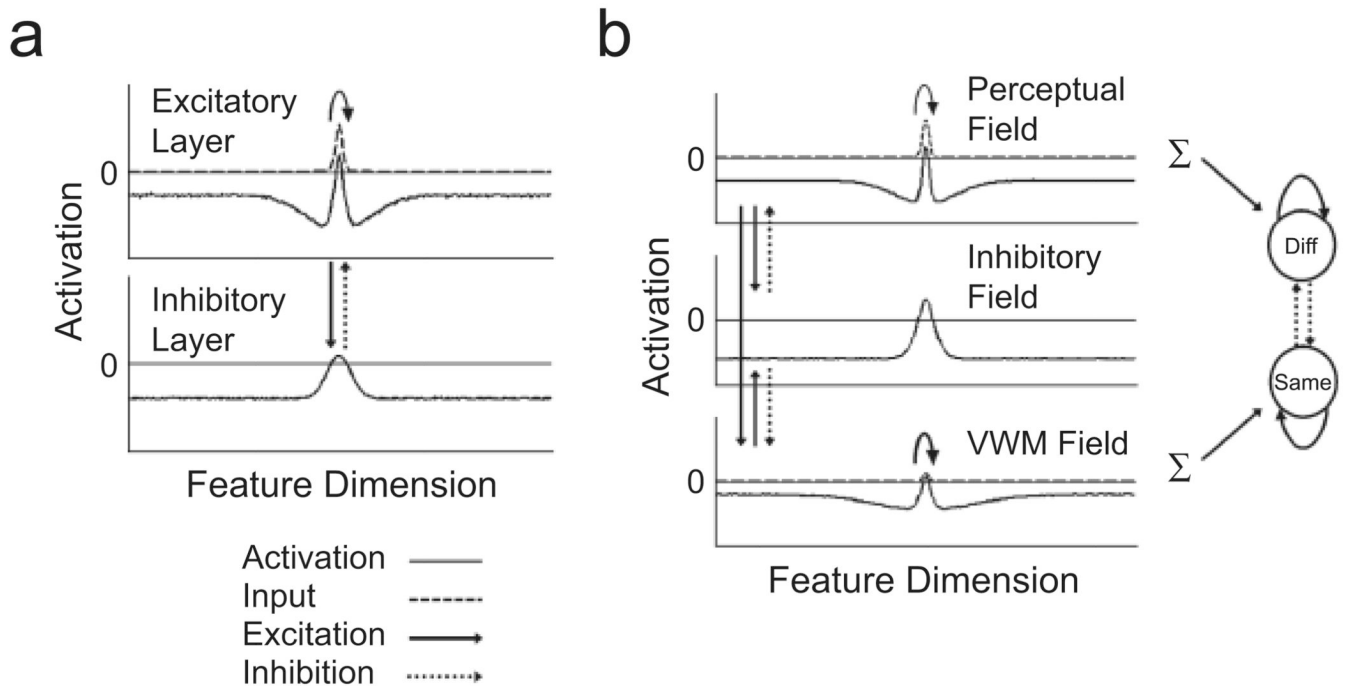 a
Excitatory
Layer
0
Inhibitory
Layer
0
Activation
Feature Dimension
Activation
Input
Excitation
Inhibition
b
Perceptual
Field
0
Inhibitory
Field
0
VWM Field
0
Activation
Feature Dimension
Σ
Diff
Same
Σ